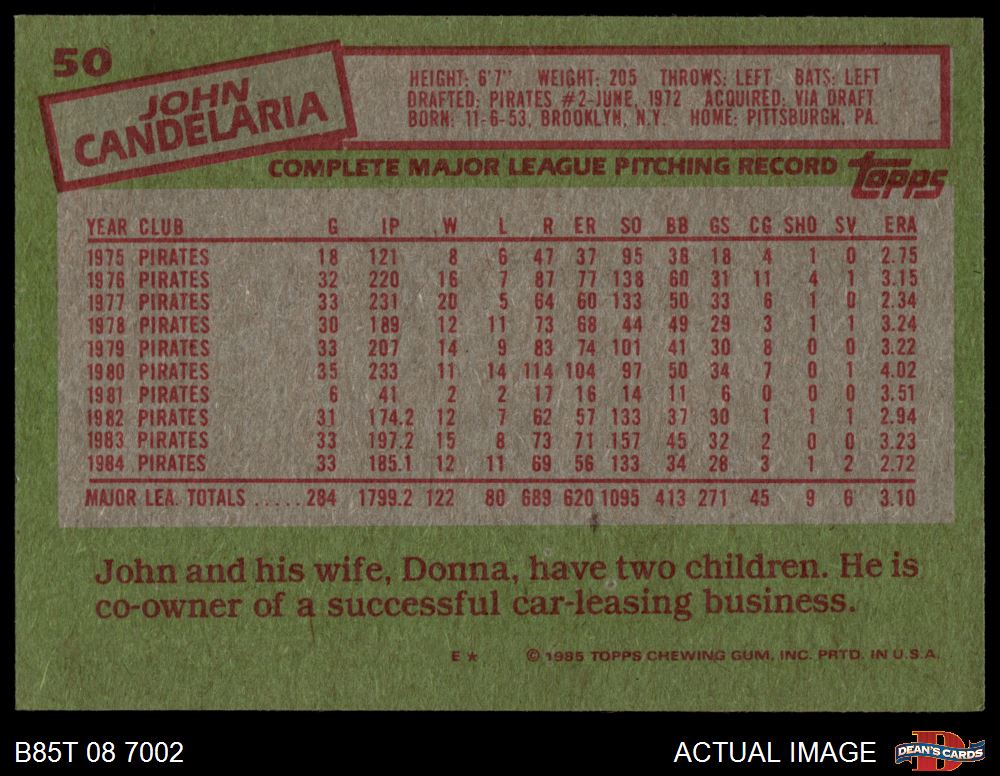 50
JOHN
CANDELARIA
HEIGHT: 6'7" WEIGHT: 205 THROWS: LEFT BATS: LEFT
DRAFTED: PIRATES #2-JUNE, 1972 ACQUIRED: VIA DRAFT
BORN: 11-6-53, BROOKLYN, N.Y. HOME: PITTSBURGH, PA.
COMPLETE MAJOR LEAGUE PITCHING RECORD
Topps
YEAR CLUB G IP W L R ER SO BB GS CG SHO SV ERA
1975 PIRATES 18 121 8 6 47 37 95 36 18 4 1 0 2.75
1976 PIRATES 32 220 16 7 87 77 138 60 31 11 4 1 3.15
1977 PIRATES 33 231 20 5 64 60 133 50 33 6 1 0 2.34
1978 PIRATES 30 189 12 11 73 68 44 49 29 3 1 1 3.24
1979 PIRATES 33 207 14 9 83 74 101 41 30 8 0 0 3.22
1980 PIRATES 35 233 11 14 114 104 97 50 34 7 0 1 4.02
1981 PIRATES 6 41 2 2 17 16 14 11 6 0 0 0 3.51
1982 PIRATES 31 174.2 12 7 62 57 133 37 30 1 1 1 2.94
1983 PIRATES 33 197.2 15 8 73 71 157 45 32 2 0 0 3.23
1984 PIRATES 33 185.1 12 11 69 56 133 34 28 3 1 2 2.72
MAJOR LEA. TOTALS .....284 1799.2 122 80 689 620 1095 413 271 45 9 6 3.10
John and his wife, Donna, have two children. He is
co-owner of a successful car-leasing business.
E ★ © 1985 TOPPS CHEWING GUM, INC. PRTD. IN U.S.A.
B85T 08 7002 ACTUAL IMAGE DEAN'S CARDS